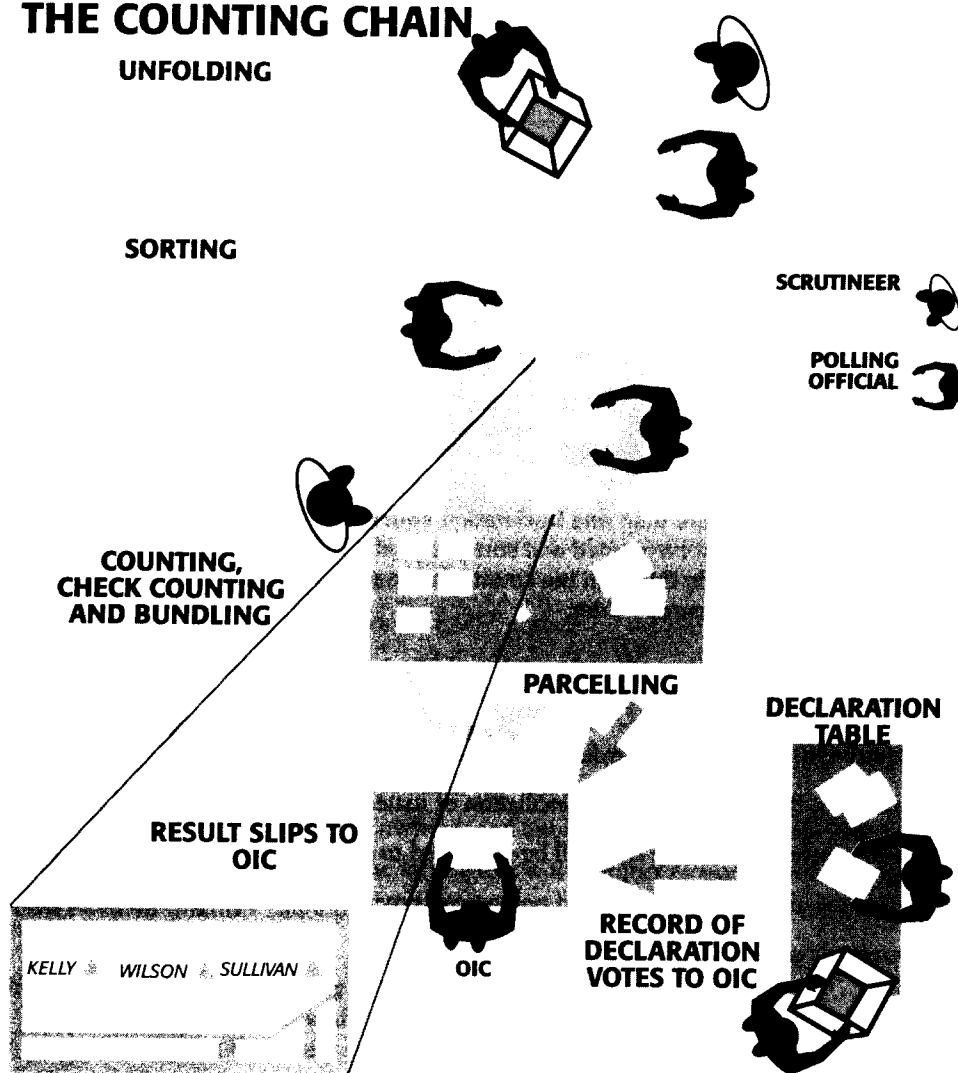 THE COUNTING CHAIN
UNFOLDING
SORTING
SCRUTINEER
POLLING
OFFICIAL
COUNTING,
CHECK COUNTING
AND BUNDLING
PARCELLING
DECLARATION
TABLE
RESULT SLIPS TO
OIC
RECORD OF
DECLARATION
VOTES TO OIC
OIC
KELLY WILSON SULLIVAN